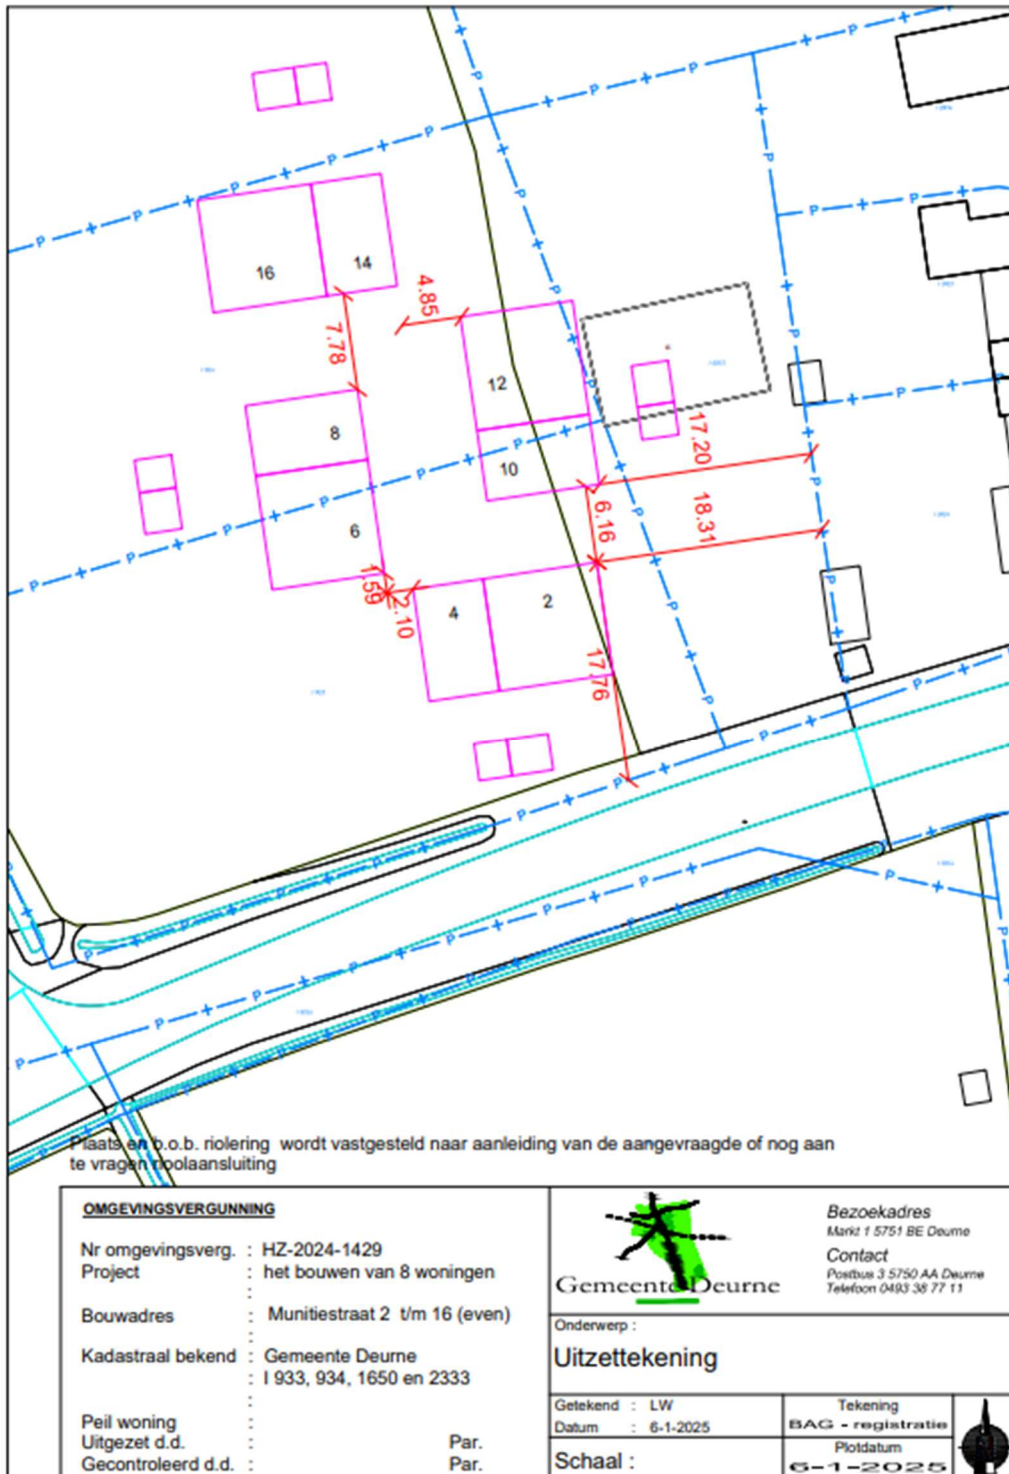 16
14
4.85
7.78
12
8
10
17.20
6
6.16
18.31
1.59
2.10
4
2
17.76
Plaats en b.o.b. riolering wordt vastgesteld naar aanleiding van de aangevraagde of nog aan
te vragen rioolaansluiting
OMGEVINGSVERGUNNING
Nr omgevingsverg. : HZ-2024-1429
Project : het bouwen van 8 woningen
:
Bouwadres : Munitiestraat 2 t/m 16 (even)
:
Kadastraal bekend : Gemeente Deurne
: I 933, 934, 1650 en 2333
:
Peil woning :
Uitgezet d.d. : Par.
Gecontroleerd d.d. : Par.
Gemeente Deurne
Bezoekadres
Markt 1 5751 BE Deurne
Contact
Postbus 3 5750 AA Deurne
Telefoon 0493 38 77 11
Onderwerp :
Uitzettekening
Getekend : LW
Datum : 6-1-2025
Tekening
BAG - registratie
Schaal :
Plotdatum
6-1-2025